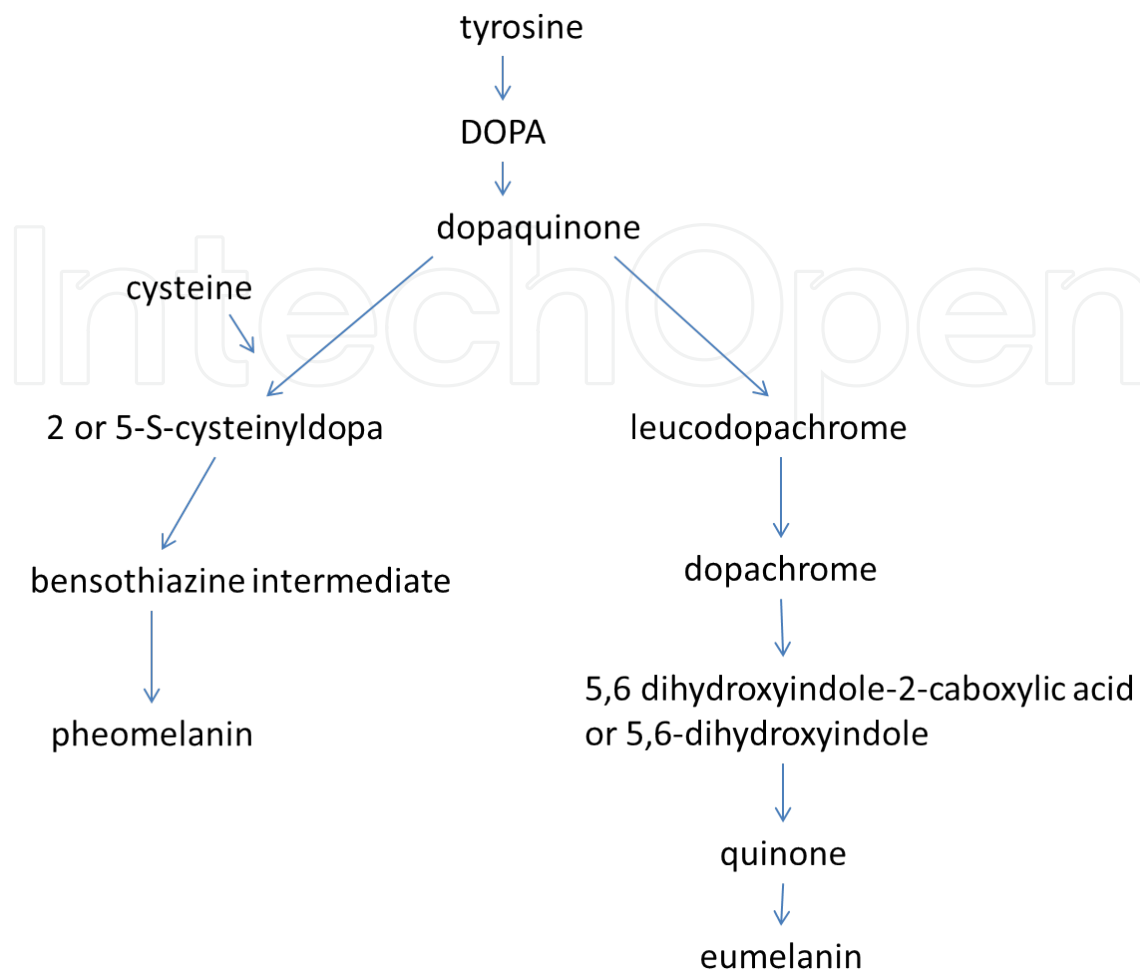 tyrosine
DOPA
dopaquinone
IntechOpen
cysteine
2 or 5-S-cysteinyldopa
leucodopachrome
bensothiazine intermediate
dopachrome
5,6 dihydroxyindole-2-caboxylic acid
or 5,6-dihydroxyindole
pheomelanin
quinone
eumelanin